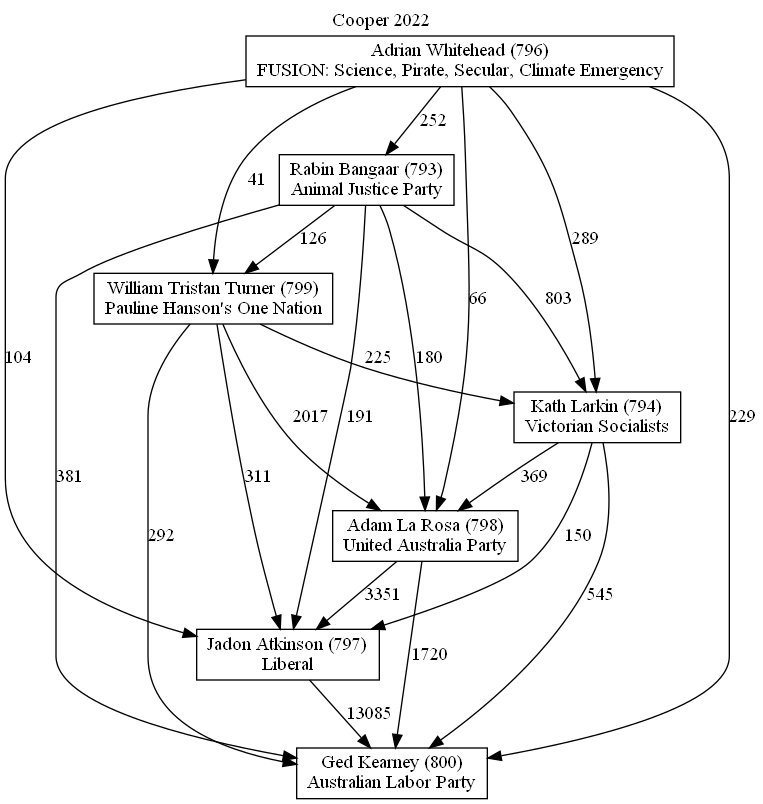 Cooper 2022
Adrian Whitehead (796)
FUSION: Science, Pirate, Secular, Climate Emergency
252
Rabin Bangaar (793)
Animal Justice Party
41
126
289
William Tristan Turner (799)
Pauline Hanson's One Nation
66
803
104
225
180
Kath Larkin (794)
Victorian Socialists
2017
191
229
381
311
369
292
Adam La Rosa (798)
United Australia Party
150
3351
545
Jadon Atkinson (797)
Liberal
1720
13085
Ged Kearney (800)
Australian Labor Party